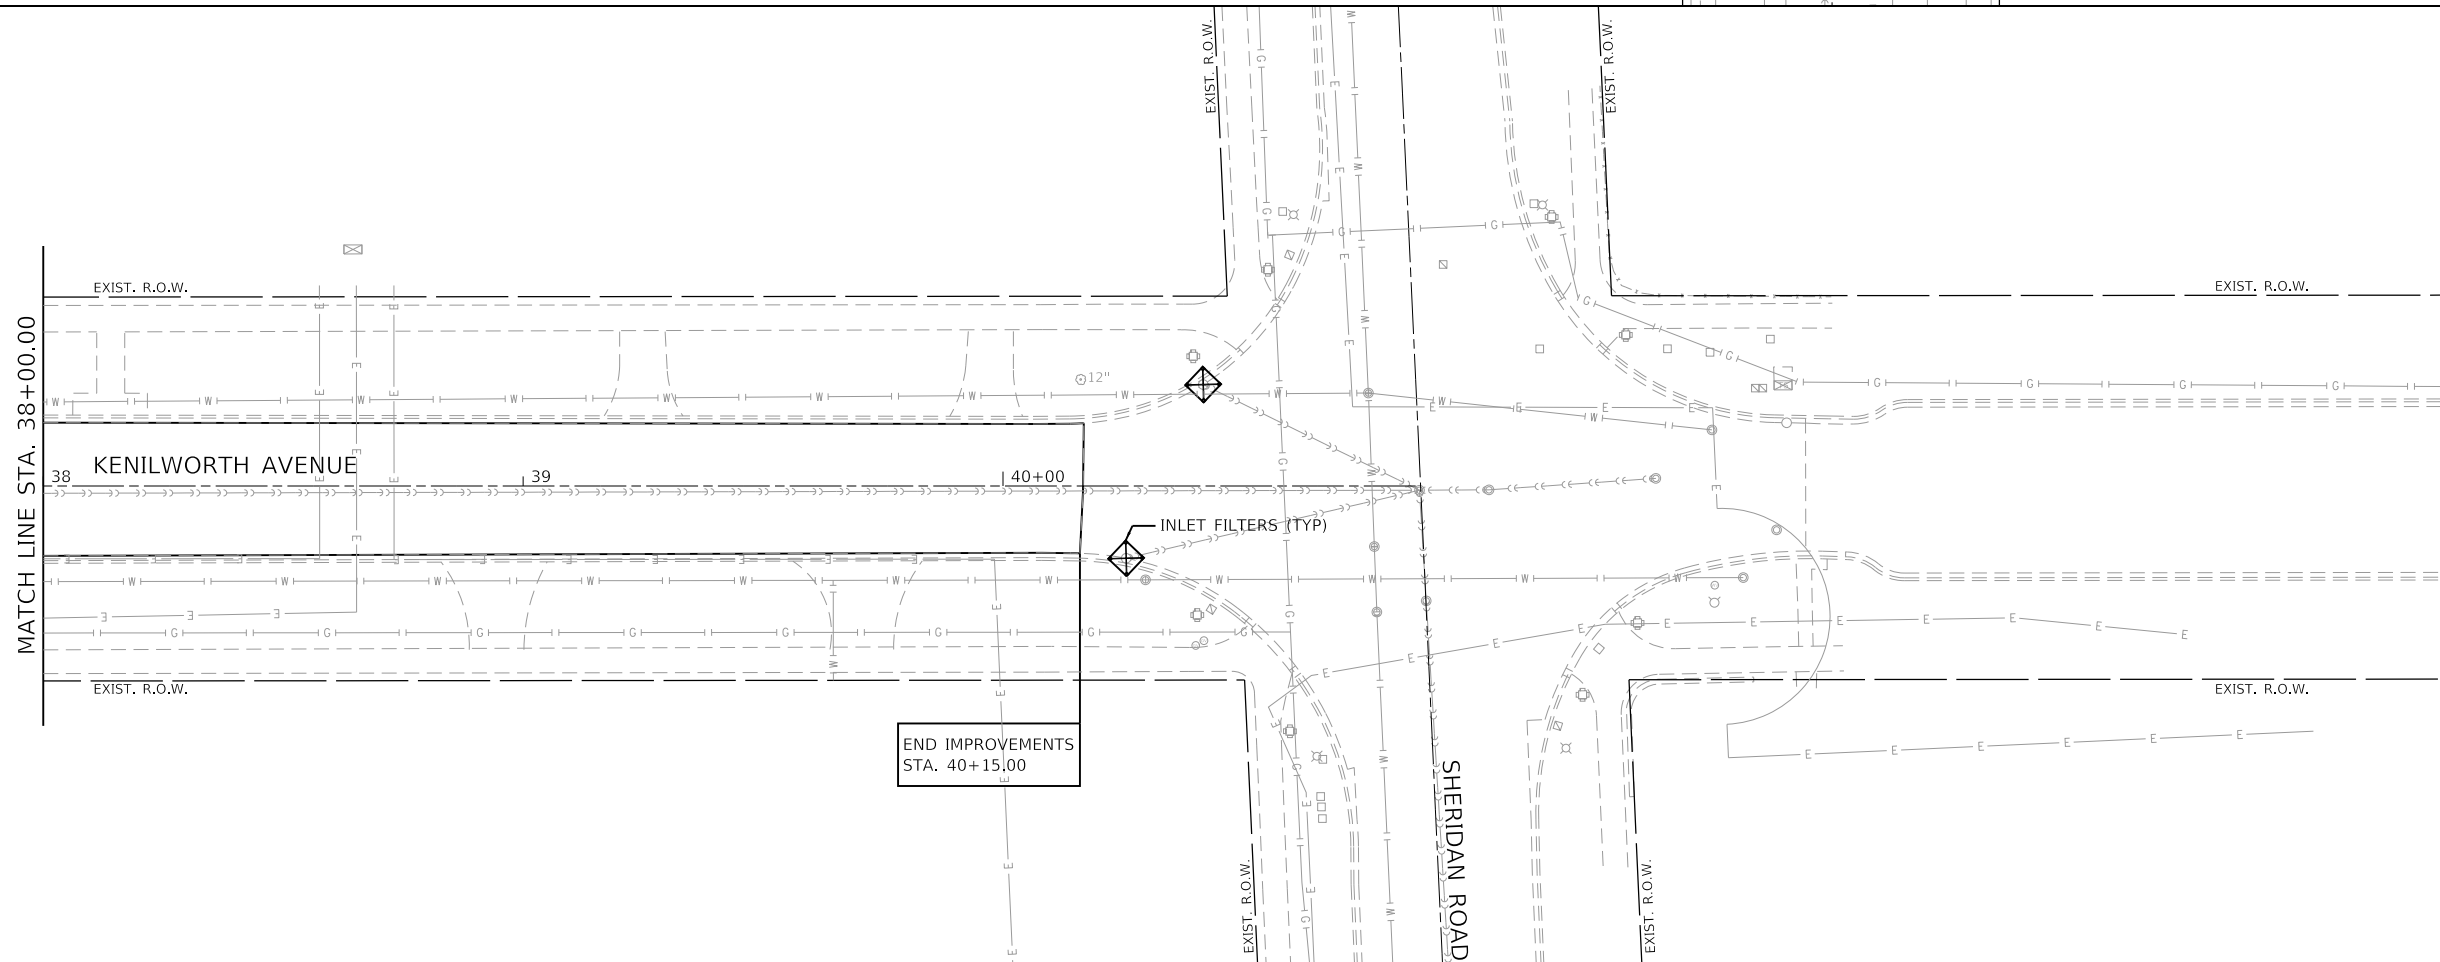 EXIST. R.O.W.
EXIST. R.O.W.
EXIST. R.O.W.
EXIST. R.O.W.
MATCH LINE STA. 38+00.00
12"
KENILWORTH AVENUE
38
39
40+00
INLET FILTERS (TYP)
EXIST. R.O.W.
EXIST. R.O.W.
END IMPROVEMENTS
STA. 40+15.00
SHERIDAN ROAD
EXIST. R.O.W.
EXIST. R.O.W.